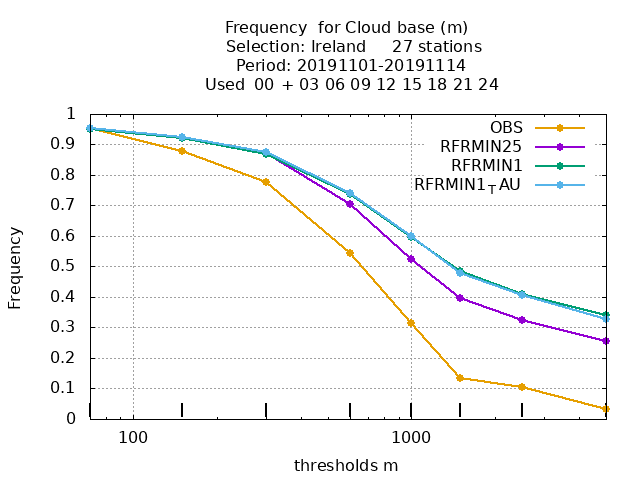 Frequency  for Cloud base (m)
Selection: Ireland     27 stations
Period: 20191101-20191114
Used  00  + 03 06 09 12 15 18 21 24
OBS
RFRMIN25
RFRMIN1
RFRMIN1_TAU
1
0.9
0.8
0.7
0.6
0.5
0.4
0.3
0.2
0.1
0
Frequency
100 1000
thresholds m